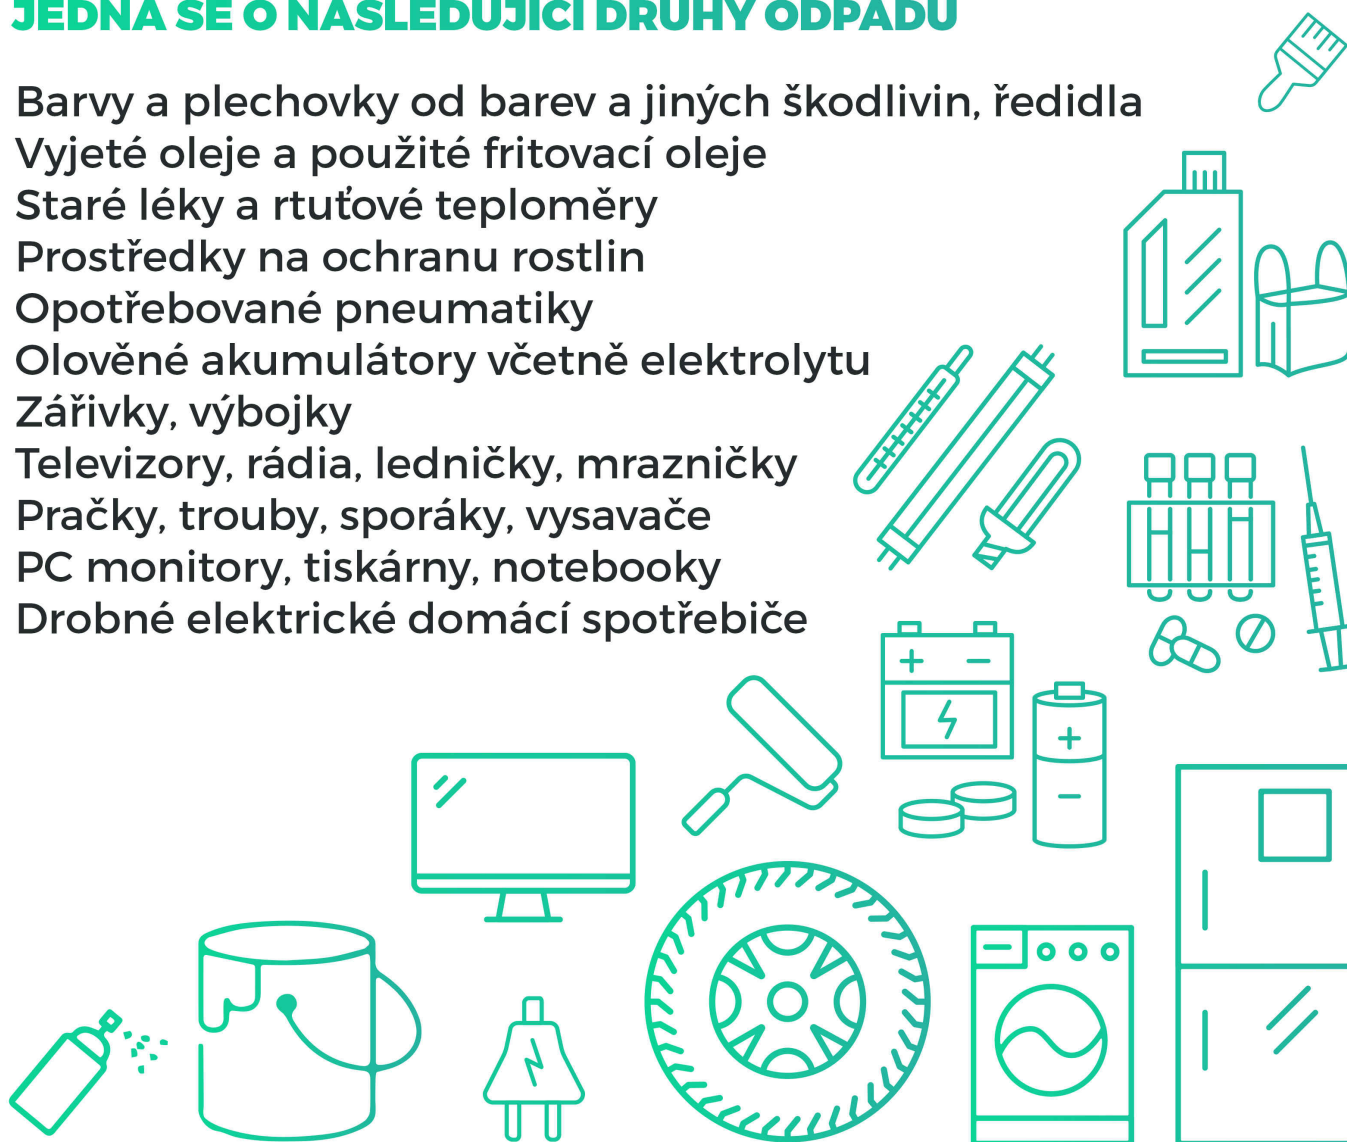 JEDNÁ SE O NÁSLEDUJÍCÍ DRUHY ODPADU
Barvy a plechovky od barev a jiných škodlivin, ředidla
Vyjeté oleje a použité fritovací oleje
Staré léky a rtuťové teploměry
Prostředky na ochranu rostlin
Opotřebované pneumatiky
Olověné akumulátory včetně elektrolytu
Zářivky, výbojky
Televizory, rádia, ledničky, mrazničky
Pračky, trouby, sporáky, vysavače
PC monitory, tiskárny, notebooky
Drobné elektrické domácí spotřebiče